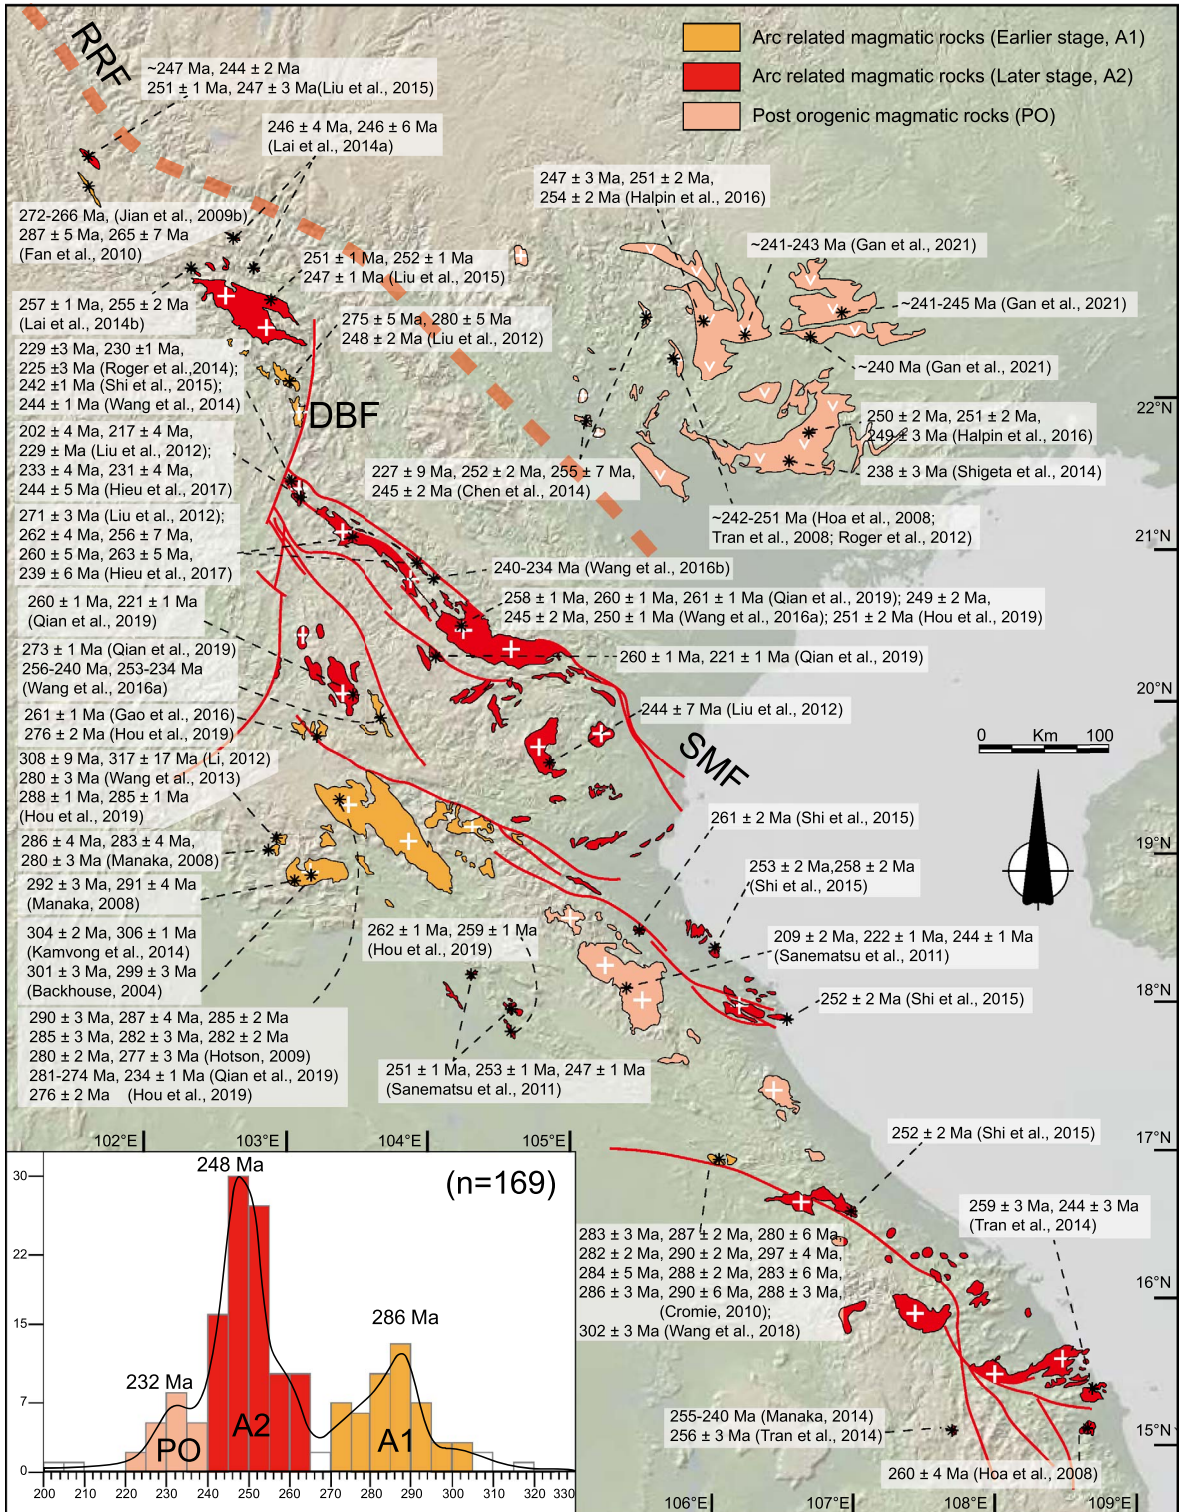 RRF
Arc related magmatic rocks (Earlier stage, A1)
Arc related magmatic rocks (Later stage, A2)
Post orogenic magmatic rocks (PO)
~247 Ma, 244 ± 2 Ma
251 ± 1 Ma, 247 ± 3 Ma(Liu et al., 2015)
246 ± 4 Ma, 246 ± 6 Ma
(Lai et al., 2014a)
247 ± 3 Ma, 251 ± 2 Ma,
254 ± 2 Ma (Halpin et al., 2016)
272-266 Ma, (Jian et al., 2009b)
287 ± 5 Ma, 265 ± 7 Ma
(Fan et al., 2010)
251 ± 1 Ma, 252 ± 1 Ma
247 ± 1 Ma (Liu et al., 2015)
~241-243 Ma (Gan et al., 2021)
~241-245 Ma (Gan et al., 2021)
257 ± 1 Ma, 255 ± 2 Ma
(Lai et al., 2014b)
275 ± 5 Ma, 280 ± 5 Ma
248 ± 2 Ma (Liu et al., 2012)
229 ±3 Ma, 230 ±1 Ma,
225 ±3 Ma (Roger et al.,2014);
242 ±1 Ma (Shi et al., 2015);
244 ± 1 Ma (Wang et al., 2014)
~240 Ma (Gan et al., 2021)
DBF
22°N
250 ± 2 Ma, 251 ± 2 Ma,
249 ± 3 Ma (Halpin et al., 2016)
202 ± 4 Ma, 217 ± 4 Ma,
229 ± Ma (Liu et al., 2012);
233 ± 4 Ma, 231 ± 4 Ma,
244 ± 5 Ma (Hieu et al., 2017)
227 ± 9 Ma, 252 ± 2 Ma, 255 ± 7 Ma,
245 ± 2 Ma (Chen et al., 2014)
238 ± 3 Ma (Shigeta et al., 2014)
271 ± 3 Ma (Liu et al., 2012);
262 ± 4 Ma, 256 ± 7 Ma,
260 ± 5 Ma, 263 ± 5 Ma,
239 ± 6 Ma (Hieu et al., 2017)
~242-251 Ma (Hoa et al., 2008;
Tran et al., 2008; Roger et al., 2012)
21°N
240-234 Ma (Wang et al., 2016b)
260 ± 1 Ma, 221 ± 1 Ma
(Qian et al., 2019)
258 ± 1 Ma, 260 ± 1 Ma, 261 ± 1 Ma (Qian et al., 2019); 249 ± 2 Ma,
245 ± 2 Ma, 250 ± 1 Ma (Wang et al., 2016a); 251 ± 2 Ma (Hou et al., 2019)
273 ± 1 Ma (Qian et al., 2019)
256-240 Ma, 253-234 Ma
(Wang et al., 2016a)
260 ± 1 Ma, 221 ± 1 Ma (Qian et al., 2019)
20°N
261 ± 1 Ma (Gao et al., 2016)
276 ± 2 Ma (Hou et al., 2019)
244 ± 7 Ma (Liu et al., 2012)
0 Km 100
SMF
308 ± 9 Ma, 317 ± 17 Ma (Li, 2012)
280 ± 3 Ma (Wang et al., 2013)
288 ± 1 Ma, 285 ± 1 Ma
(Hou et al., 2019)
261 ± 2 Ma (Shi et al., 2015)
286 ± 4 Ma, 283 ± 4 Ma,
280 ± 3 Ma (Manaka, 2008)
19°N
253 ± 2 Ma,258 ± 2 Ma
(Shi et al., 2015)
292 ± 3 Ma, 291 ± 4 Ma
(Manaka, 2008)
262 ± 1 Ma, 259 ± 1 Ma
(Hou et al., 2019)
209 ± 2 Ma, 222 ± 1 Ma, 244 ± 1 Ma
(Sanematsu et al., 2011)
304 ± 2 Ma, 306 ± 1 Ma
(Kamvong et al., 2014)
301 ± 3 Ma, 299 ± 3 Ma
(Backhouse, 2004)
18°N
252 ± 2 Ma (Shi et al., 2015)
290 ± 3 Ma, 287 ± 4 Ma, 285 ± 2 Ma
285 ± 3 Ma, 282 ± 3 Ma, 282 ± 2 Ma
280 ± 2 Ma, 277 ± 3 Ma (Hotson, 2009)
281-274 Ma, 234 ± 1 Ma (Qian et al., 2019)
276 ± 2 Ma (Hou et al., 2019)
251 ± 1 Ma, 253 ± 1 Ma, 247 ± 1 Ma
(Sanematsu et al., 2011)
102°E 103°E 104°E 105°E
17°N
252 ± 2 Ma (Shi et al., 2015)
259 ± 3 Ma, 244 ± 3 Ma
(Tran et al., 2014)
283 ± 3 Ma, 287 ± 2 Ma, 280 ± 6 Ma,
282 ± 2 Ma, 290 ± 2 Ma, 297 ± 4 Ma,
284 ± 5 Ma, 288 ± 2 Ma, 283 ± 6 Ma,
286 ± 3 Ma, 290 ± 6 Ma, 288 ± 3 Ma,
(Cromie, 2010);
302 ± 3 Ma (Wang et al., 2018)
16°N
255-240 Ma (Manaka, 2014)
256 ± 3 Ma (Tran et al., 2014)
15°N
260 ± 4 Ma (Hoa et al., 2008)
106°E 107°E 108°E 109°E
(n=169)
248 Ma
286 Ma
232 Ma
PO
A2
A1
30
22
15
7
0
200 210 220 230 240 250 260 270 280 290 300 310 320 330